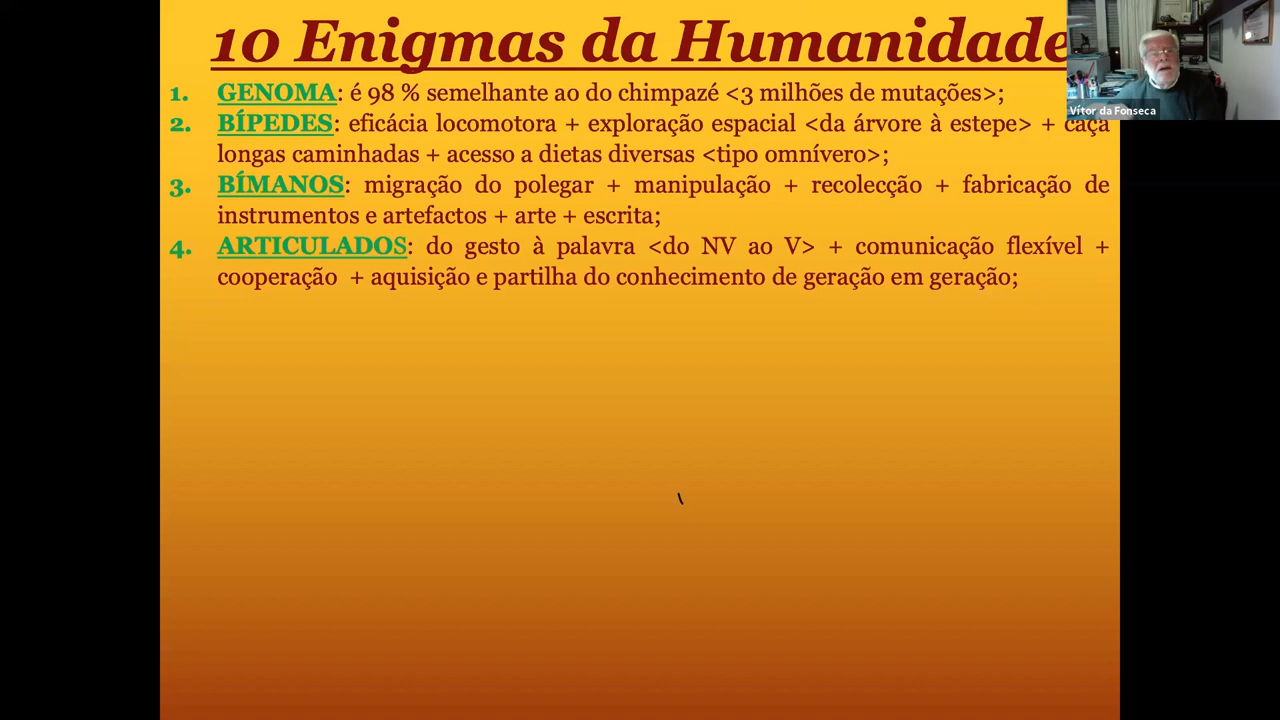 10 Enigmas da Humanidade
Vítor da Fonseca
1. GENOMA: é 98 % semelhante ao do chimpazé <3 milhões de mutações>;
2. BÍPEDES: eficácia locomotora + exploração espacial <da árvore à estepe> + caça
longas caminhadas + acesso a dietas diversas <tipo omnívero>;
3. BÍMANOS: migração do polegar + manipulação + recolecção + fabricação de
instrumentos e artefactos + arte + escrita;
4. ARTICULADOS: do gesto à palavra <do NV ao V> + comunicação flexível +
cooperação + aquisição e partilha do conhecimento de geração em geração;